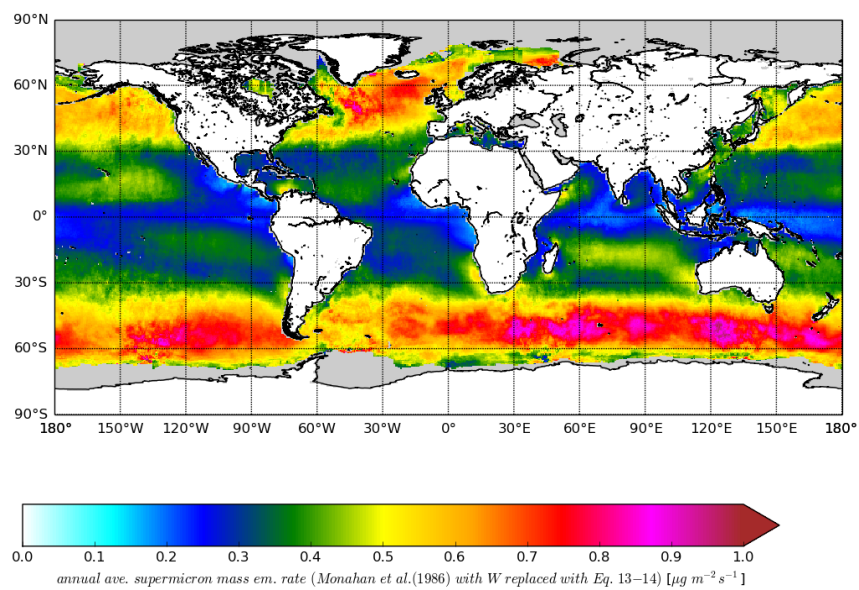 90°N
60°N
30°N
0°
30°S
60°S
90°S
180° 150°W 120°W 90°W 60°W 30°W 0° 30°E 60°E 90°E 120°E 150°E 180°
0.0 0.1 0.2 0.3 0.4 0.5 0.6 0.7 0.8 0.9 1.0
annual ave. supermicron mass em. rate (Monahan et al.(1986) with W replaced with Eq. 13−14) [μg m⁻² s⁻¹]